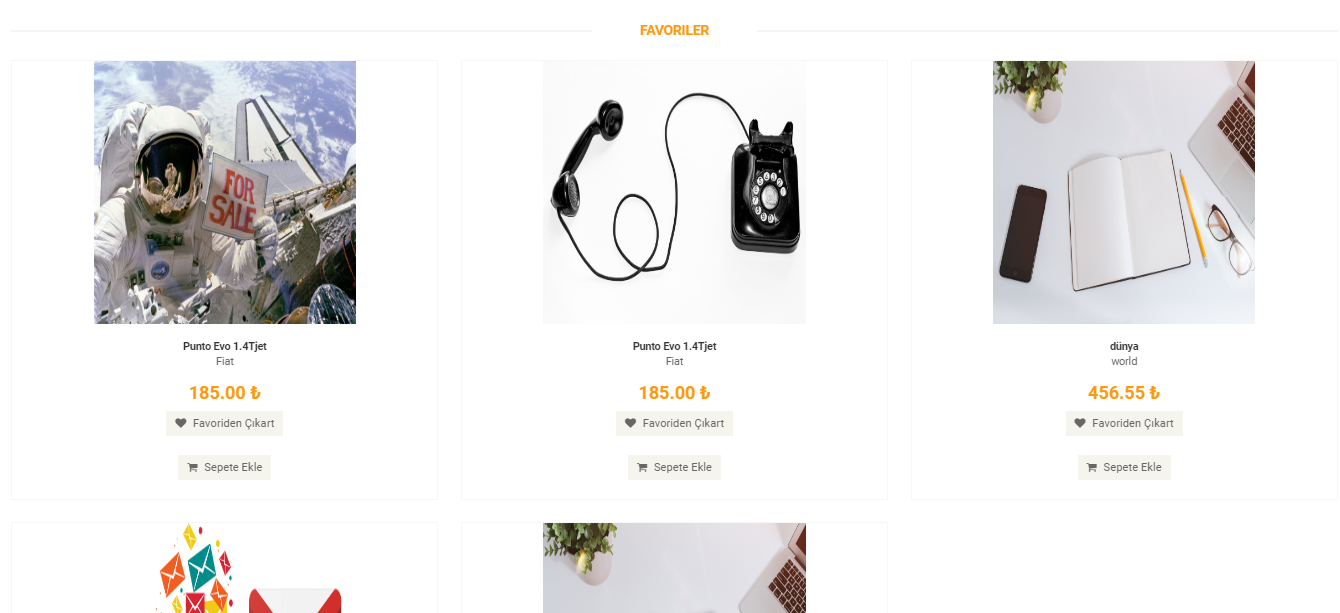 FAVORILER
FOR
SALE
Punto Evo 1.4Tjet
Fiat
185.00 ₺
Favoriden Çıkart
Sepete Ekle
Punto Evo 1.4Tjet
Fiat
185.00 ₺
Favoriden Çıkart
Sepete Ekle
dünya
world
456.55 ₺
Favoriden Çıkart
Sepete Ekle